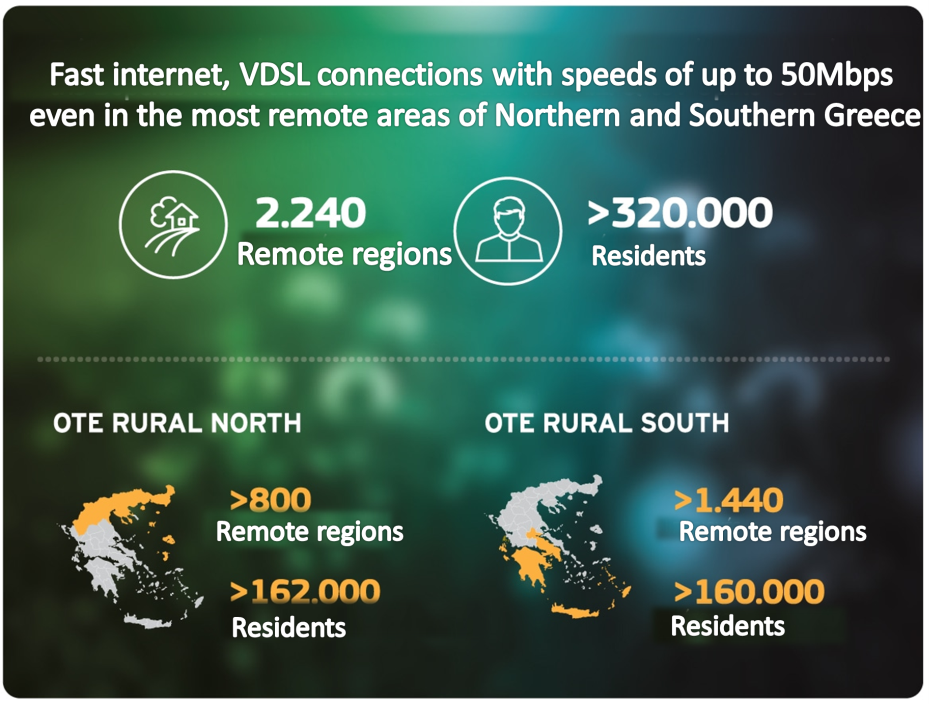 Fast internet, VDSL connections with speeds of up to 50Mbps
even in the most remote areas of Northern and Southern Greece
2.240
Remote regions
>320.000
Residents
OTE RURAL NORTH
>800
Remote regions
>162.000
Residents
OTE RURAL SOUTH
>1.440
Remote regions
>160.000
Residents